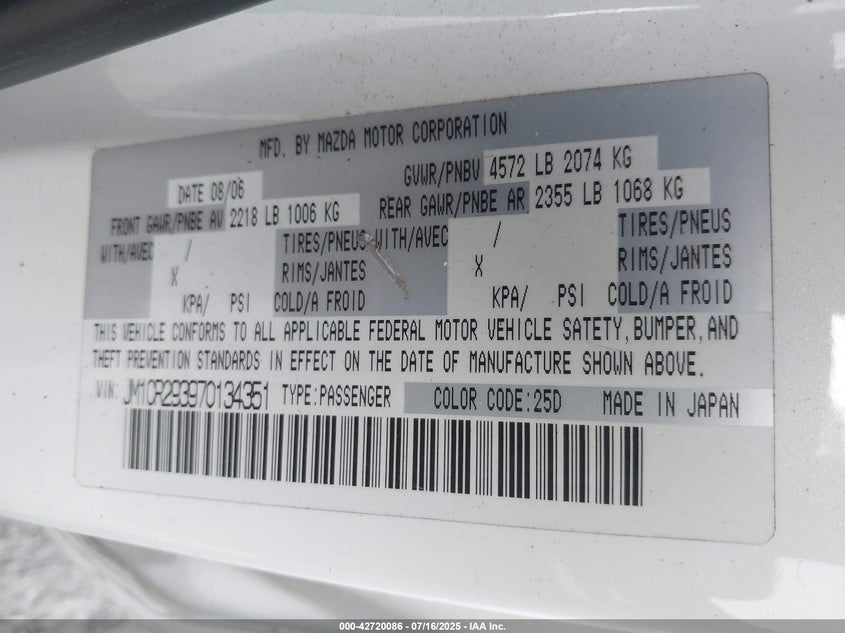 MFD. BY MAZDA MOTOR CORPORATION
DATE 08/06 GVWR/PNBV 4572 LB 2074 KG
FRONT GAWR/PNBE AV 2218 LB 1006 KG REAR GAWR/PNBE AR 2355 LB 1068 KG
WITH/AVEC / TIRES/PNEUS WITH/AVEC / TIRES/PNEUS
X RIMS/JANTES X RIMS/JANTES
KPA/ PSI COLD/A FROID KPA/ PSI COLD/A FROID
THIS VEHICLE CONFORMS TO ALL APPLICABLE FEDERAL MOTOR VEHICLE SAFETY, BUMPER, AND
THEFT PREVENTION STANDARDS IN EFFECT ON THE DATE OF MANUFACTURE SHOWN ABOVE.
VIN: JM1CR293970134351 TYPE:PASSENGER COLOR CODE:25D MADE IN JAPAN
000-42720086 - 07/16/2025 - IAA Inc.